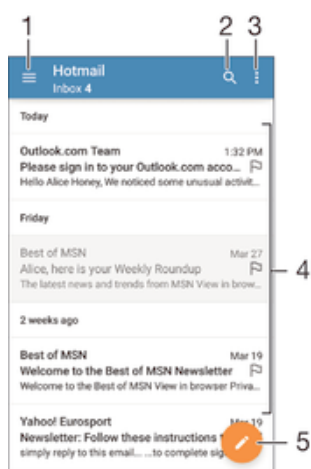 1 2 3
Hotmail
Inbox 4
Today
Outlook.com Team 1:32 PM
Please sign in to your Outlook.com acco...
Hello Alice Honey, We noticed some unusual activit...
Friday
Best of MSN Mar 27
Alice, here is your Weekly Roundup
The latest news and trends from MSN View in brow...
4
2 weeks ago
Best of MSN Mar 19
Welcome to the Best of MSN Newsletter
Welcome to the Best of MSN View in browser Priva...
Yahoo! Eurosport Mar 19
Newsletter: Follow these instructions
5
simply reply to this email... ...to complete